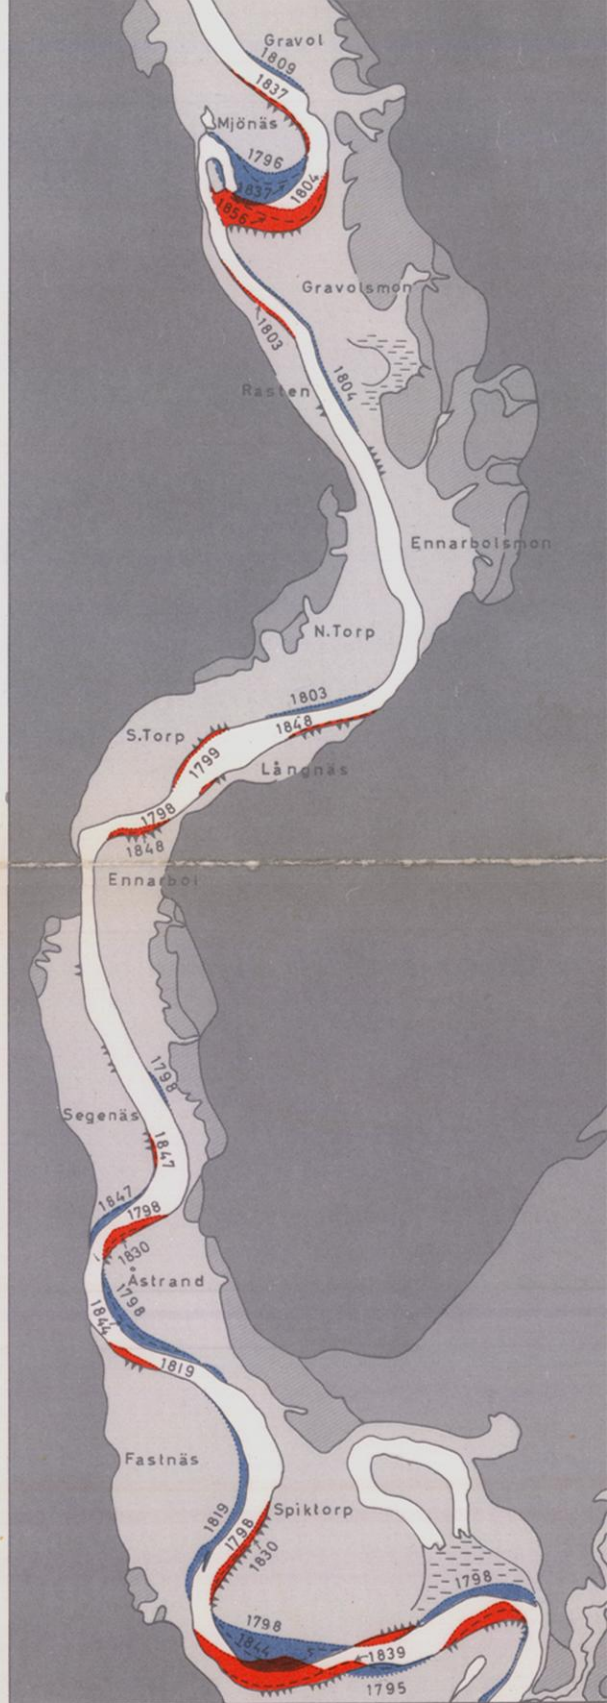 Gravol
1809
1837
Mjönäs
1796
1837
1804
1856
Gravolsmon
1803
1804
Rasten
Ennarbolsmon
N.Torp
1803
1848
S.Torp
1799
Långnäs
1798
1848
Ennarbol
1798
Segenäs
1847
1847
1798
1830
Åstrand
1798
1844
1819
Fastnäs
1819
Spiktorp
1798
1830
1798
1798
1844
1839
1795